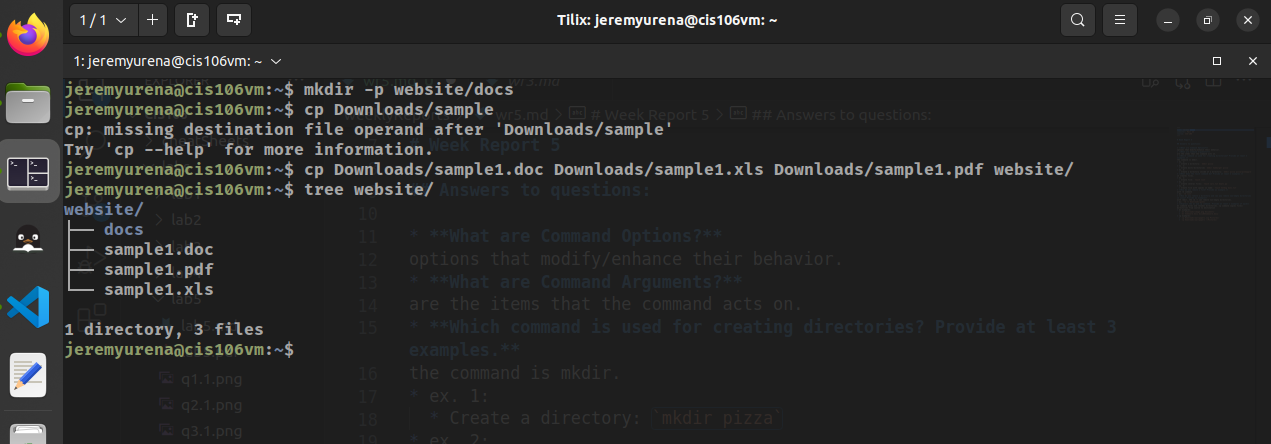 1 / 1
Tilix: jeremyurena@cis106vm: ~
1: jeremyurena@cis106vm: ~
jeremyurena@cis106vm:~$ mkdir -p website/docs
jeremyurena@cis106vm:~$ cp Downloads/sample
cp: missing destination file operand after 'Downloads/sample'
Try 'cp --help' for more information.
jeremyurena@cis106vm:~$ cp Downloads/sample1.doc Downloads/sample1.xls Downloads/sample1.pdf website/
jeremyurena@cis106vm:~$ tree website/
website/
├── docs
├── sample1.doc
├── sample1.pdf
└── sample1.xls
1 directory, 3 files
jeremyurena@cis106vm:~$
EXPLORER
wr5.md
wr5.md > # Week Report 5 > ## Answers to questions:
# Week Report 5
Answers to questions:
lab2
10
11 * **What are Command Options?**
12 options that modify/enhance their behavior.
13 * **What are Command Arguments?**
14 are the items that the command acts on.
15 * **Which command is used for creating directories? Provide at least 3
examples.**
16 the command is mkdir.
17 * ex. 1:
18 * Create a directory: `mkdir pizza`
19 * ex. 2:
lab5
q1.1.png
q2.1.png
q3.1.png